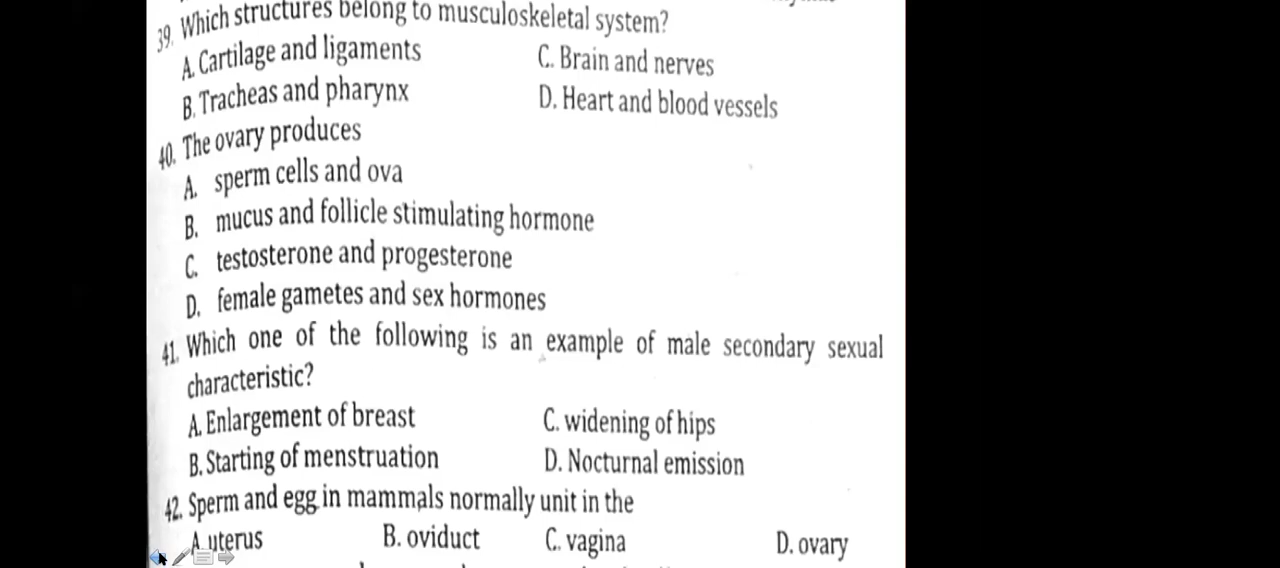 39. Which structures belong to musculoskeletal system?
A. Cartilage and ligaments C. Brain and nerves
B. Tracheas and pharynx D. Heart and blood vessels
40. The ovary produces
A. sperm cells and ova
B. mucus and follicle stimulating hormone
C. testosterone and progesterone
D. female gametes and sex hormones
41. Which one of the following is an example of male secondary sexual
characteristic?
A. Enlargement of breast C. widening of hips
B. Starting of menstruation D. Nocturnal emission
42. Sperm and egg in mammals normally unit in the
A uterus B. oviduct C. vagina D. ovary